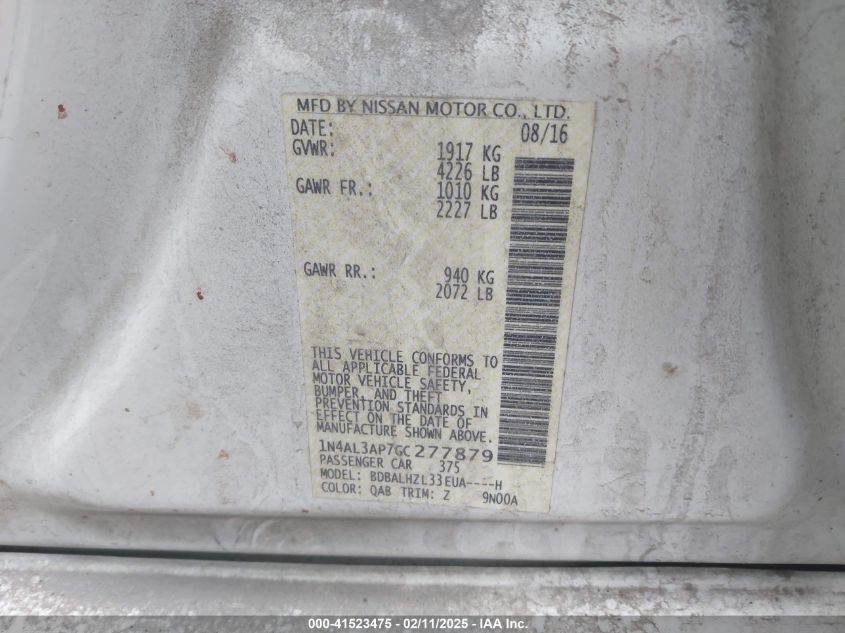 MFD BY NISSAN MOTOR CO., LTD.
DATE: 08/16
GVWR: 1917 KG
4226 LB
GAWR FR.: 1010 KG
2227 LB
GAWR RR.: 940 KG
2072 LB
THIS VEHICLE CONFORMS TO
ALL APPLICABLE FEDERAL
MOTOR VEHICLE SAFETY,
BUMPER, AND THEFT
PREVENTION STANDARDS IN
EFFECT ON THE DATE OF
MANUFACTURE SHOWN ABOVE.
1N4AL3AP7GC277879
PASSENGER CAR 375
MODEL: BDBALHZL33EUA----H
COLOR: QAB TRIM: Z 9N00A
000-41523475 - 02/11/2025 - IAA Inc.